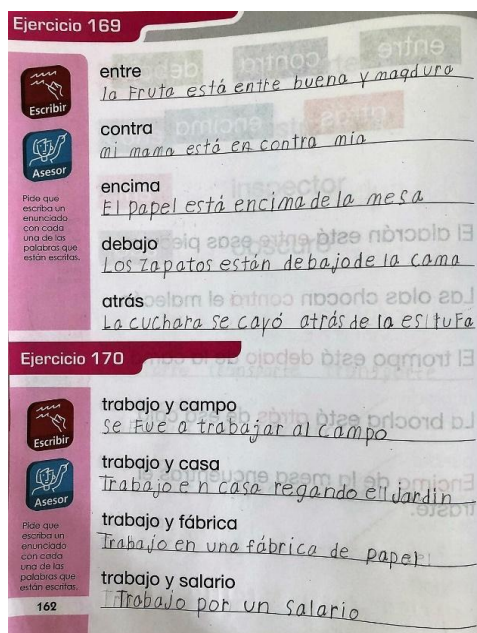 Ejercicio 169
Escribir
Asesor
Pide que
escriba un
enunciado
con cada
una de las
palabras que
están escritas.
entre
la Fruta está entre buena y magdura
contra
mi mama está en contra mia
encima
El papel está encima de la mesa
debajo
Los Zapatos están debajo de la cama
atrás
La cuchara se cayó atrás de la estufa
Ejercicio 170
Escribir
Asesor
Pide que
escriba un
enunciado
con cada
una de las
palabras que
están escritas.
162
trabajo y campo
Se Fue a trabajar al campo
trabajo y casa
Trabajo en casa regando el jardin
trabajo y fábrica
Trabajo en una fábrica de papel
trabajo y salario
Trabajo por un salario